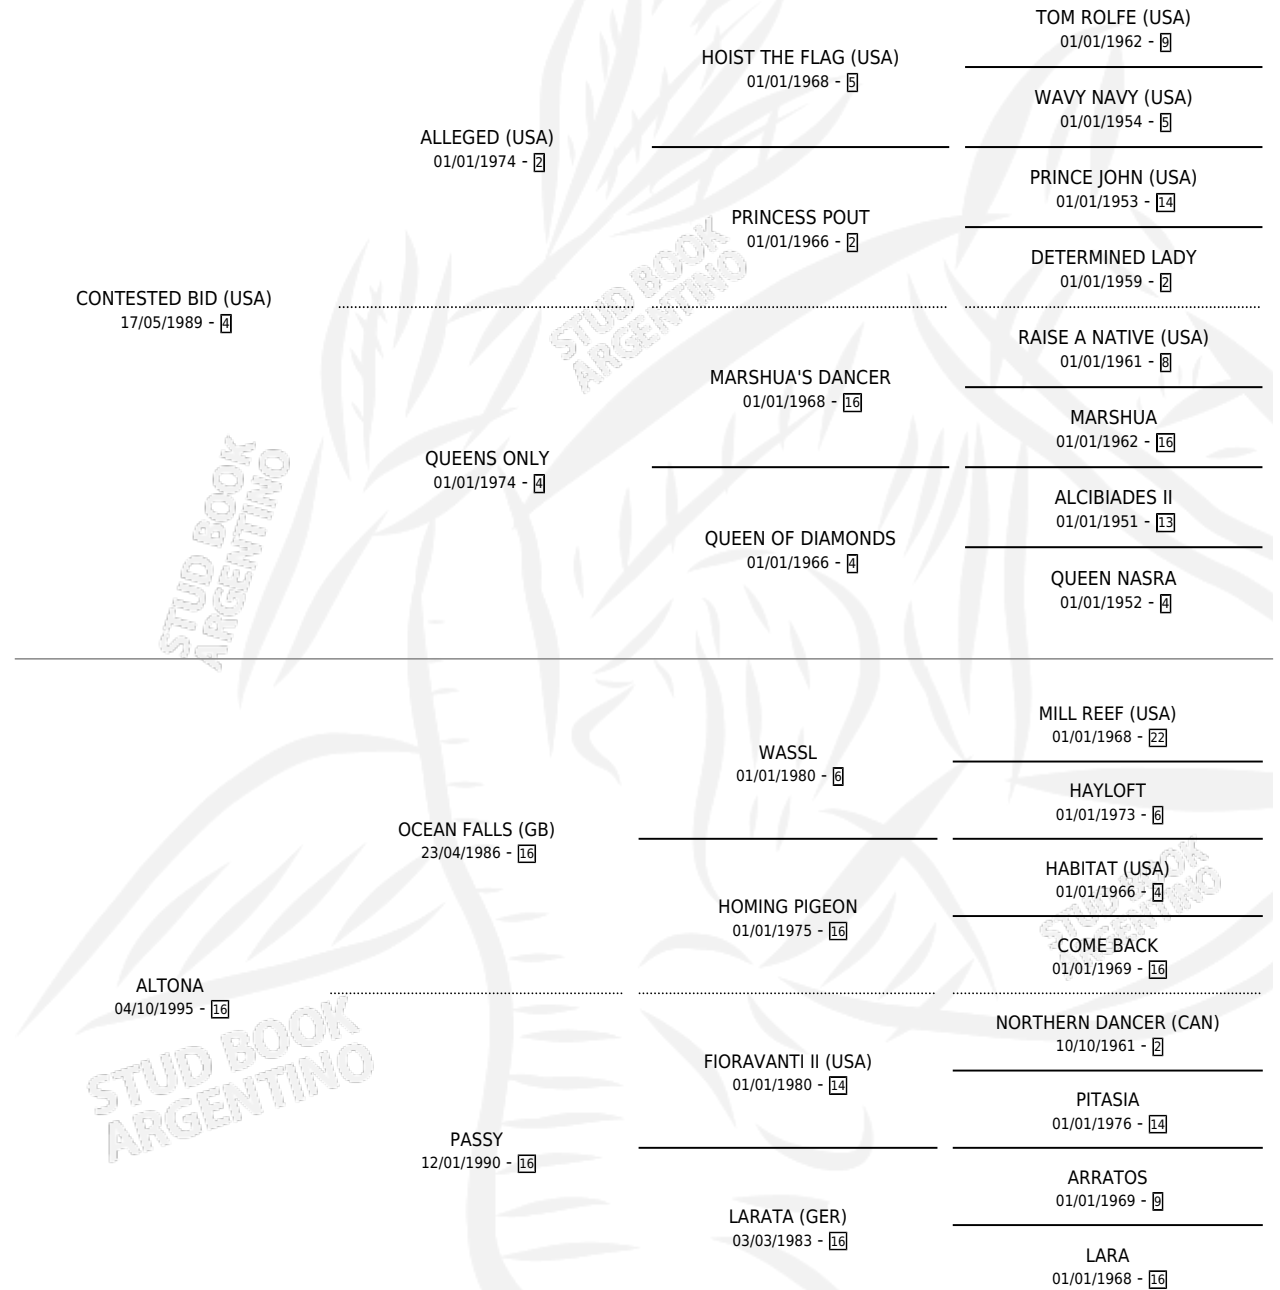 TOM ROLFE (USA)
01/01/1962 - 9
HOIST THE FLAG (USA)
01/01/1968 - 5
WAVY NAVY (USA)
01/01/1954 - 5
ALLEGED (USA)
01/01/1974 - 2
PRINCE JOHN (USA)
01/01/1953 - 14
PRINCESS POUT
01/01/1966 - 2
DETERMINED LADY
01/01/1959 - 2
CONTESTED BID (USA)
17/05/1989 - 4
STUD BOOK
ARGENTINO
RAISE A NATIVE (USA)
01/01/1961 - 8
MARSHUA'S DANCER
01/01/1968 - 16
MARSHUA
01/01/1962 - 16
QUEENS ONLY
01/01/1974 - 4
ALCIBIADES II
01/01/1951 - 13
QUEEN OF DIAMONDS
01/01/1966 - 4
QUEEN NASRA
01/01/1952 - 4
STUD BOOK
ARGENTINO
MILL REEF (USA)
01/01/1968 - 22
WASSL
01/01/1980 - 6
HAYLOFT
01/01/1973 - 6
OCEAN FALLS (GB)
23/04/1986 - 16
HABITAT (USA)
01/01/1966 - 4
STUD BOOK
ARGENTINO
HOMING PIGEON
01/01/1975 - 16
COME BACK
01/01/1969 - 16
ALTONA
04/10/1995 - 16
STUD BOOK
ARGENTINO
NORTHERN DANCER (CAN)
10/10/1961 - 2
FIORAVANTI II (USA)
01/01/1980 - 14
PITASIA
01/01/1976 - 14
PASSY
12/01/1990 - 16
ARRATOS
01/01/1969 - 9
LARATA (GER)
03/03/1983 - 16
LARA
01/01/1968 - 16